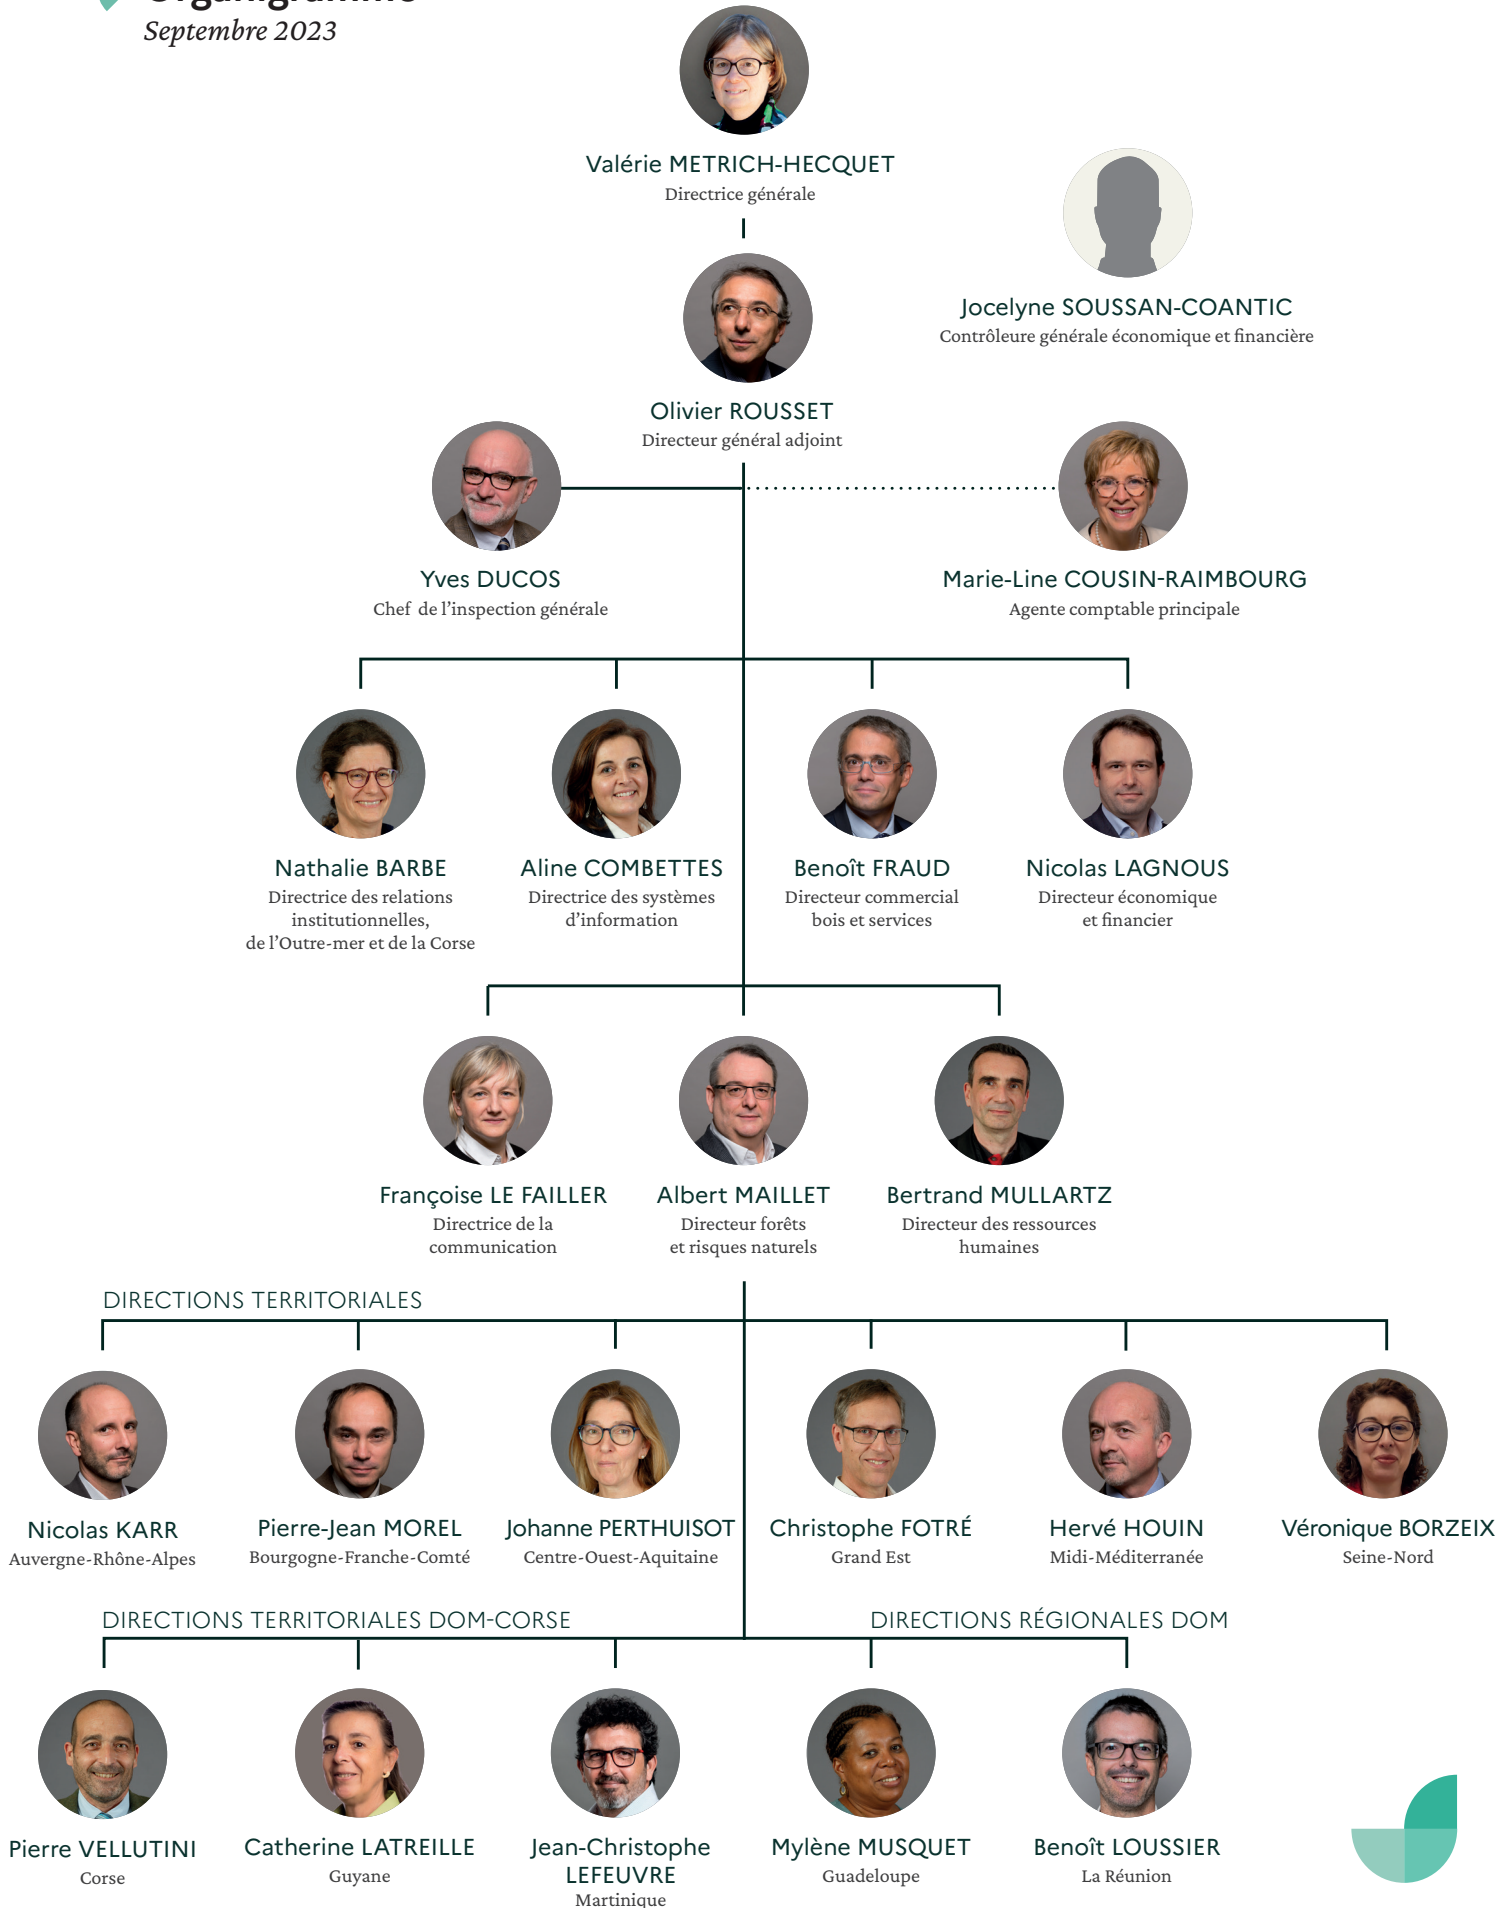 Organigramme
Septembre 2023
Valérie METRICH-HECQUET
Directrice générale
Jocelyne SOUSSAN-COANTIC
Contrôleure générale économique et financière
Olivier ROUSSET
Directeur général adjoint
Yves DUCOS
Chef de l’inspection générale
Marie-Line COUSIN-RAIMBOURG
Agente comptable principale
Nathalie BARBE
Directrice des relations
institutionnelles,
de l’Outre-mer et de la Corse
Aline COMBETTES
Directrice des systèmes
d’information
Benoît FRAUD
Directeur commercial
bois et services
Nicolas LAGNOUS
Directeur économique
et financier
Françoise LE FAILLER
Directrice de la
communication
Albert MAILLET
Directeur forêts
et risques naturels
Bertrand MULLARTZ
Directeur des ressources
humaines
DIRECTIONS TERRITORIALES
Nicolas KARR
Auvergne-Rhône-Alpes
Pierre-Jean MOREL
Bourgogne-Franche-Comté
Johanne PERTHUISOT
Centre-Ouest-Aquitaine
Christophe FOTRÉ
Grand Est
Hervé HOUIN
Midi-Méditerranée
Véronique BORZEIX
Seine-Nord
DIRECTIONS TERRITORIALES DOM-CORSE
DIRECTIONS RÉGIONALES DOM
Pierre VELLUTINI
Corse
Catherine LATREILLE
Guyane
Jean-Christophe
LEFEUVRE
Martinique
Mylène MUSQUET
Guadeloupe
Benoît LOUSSIER
La Réunion